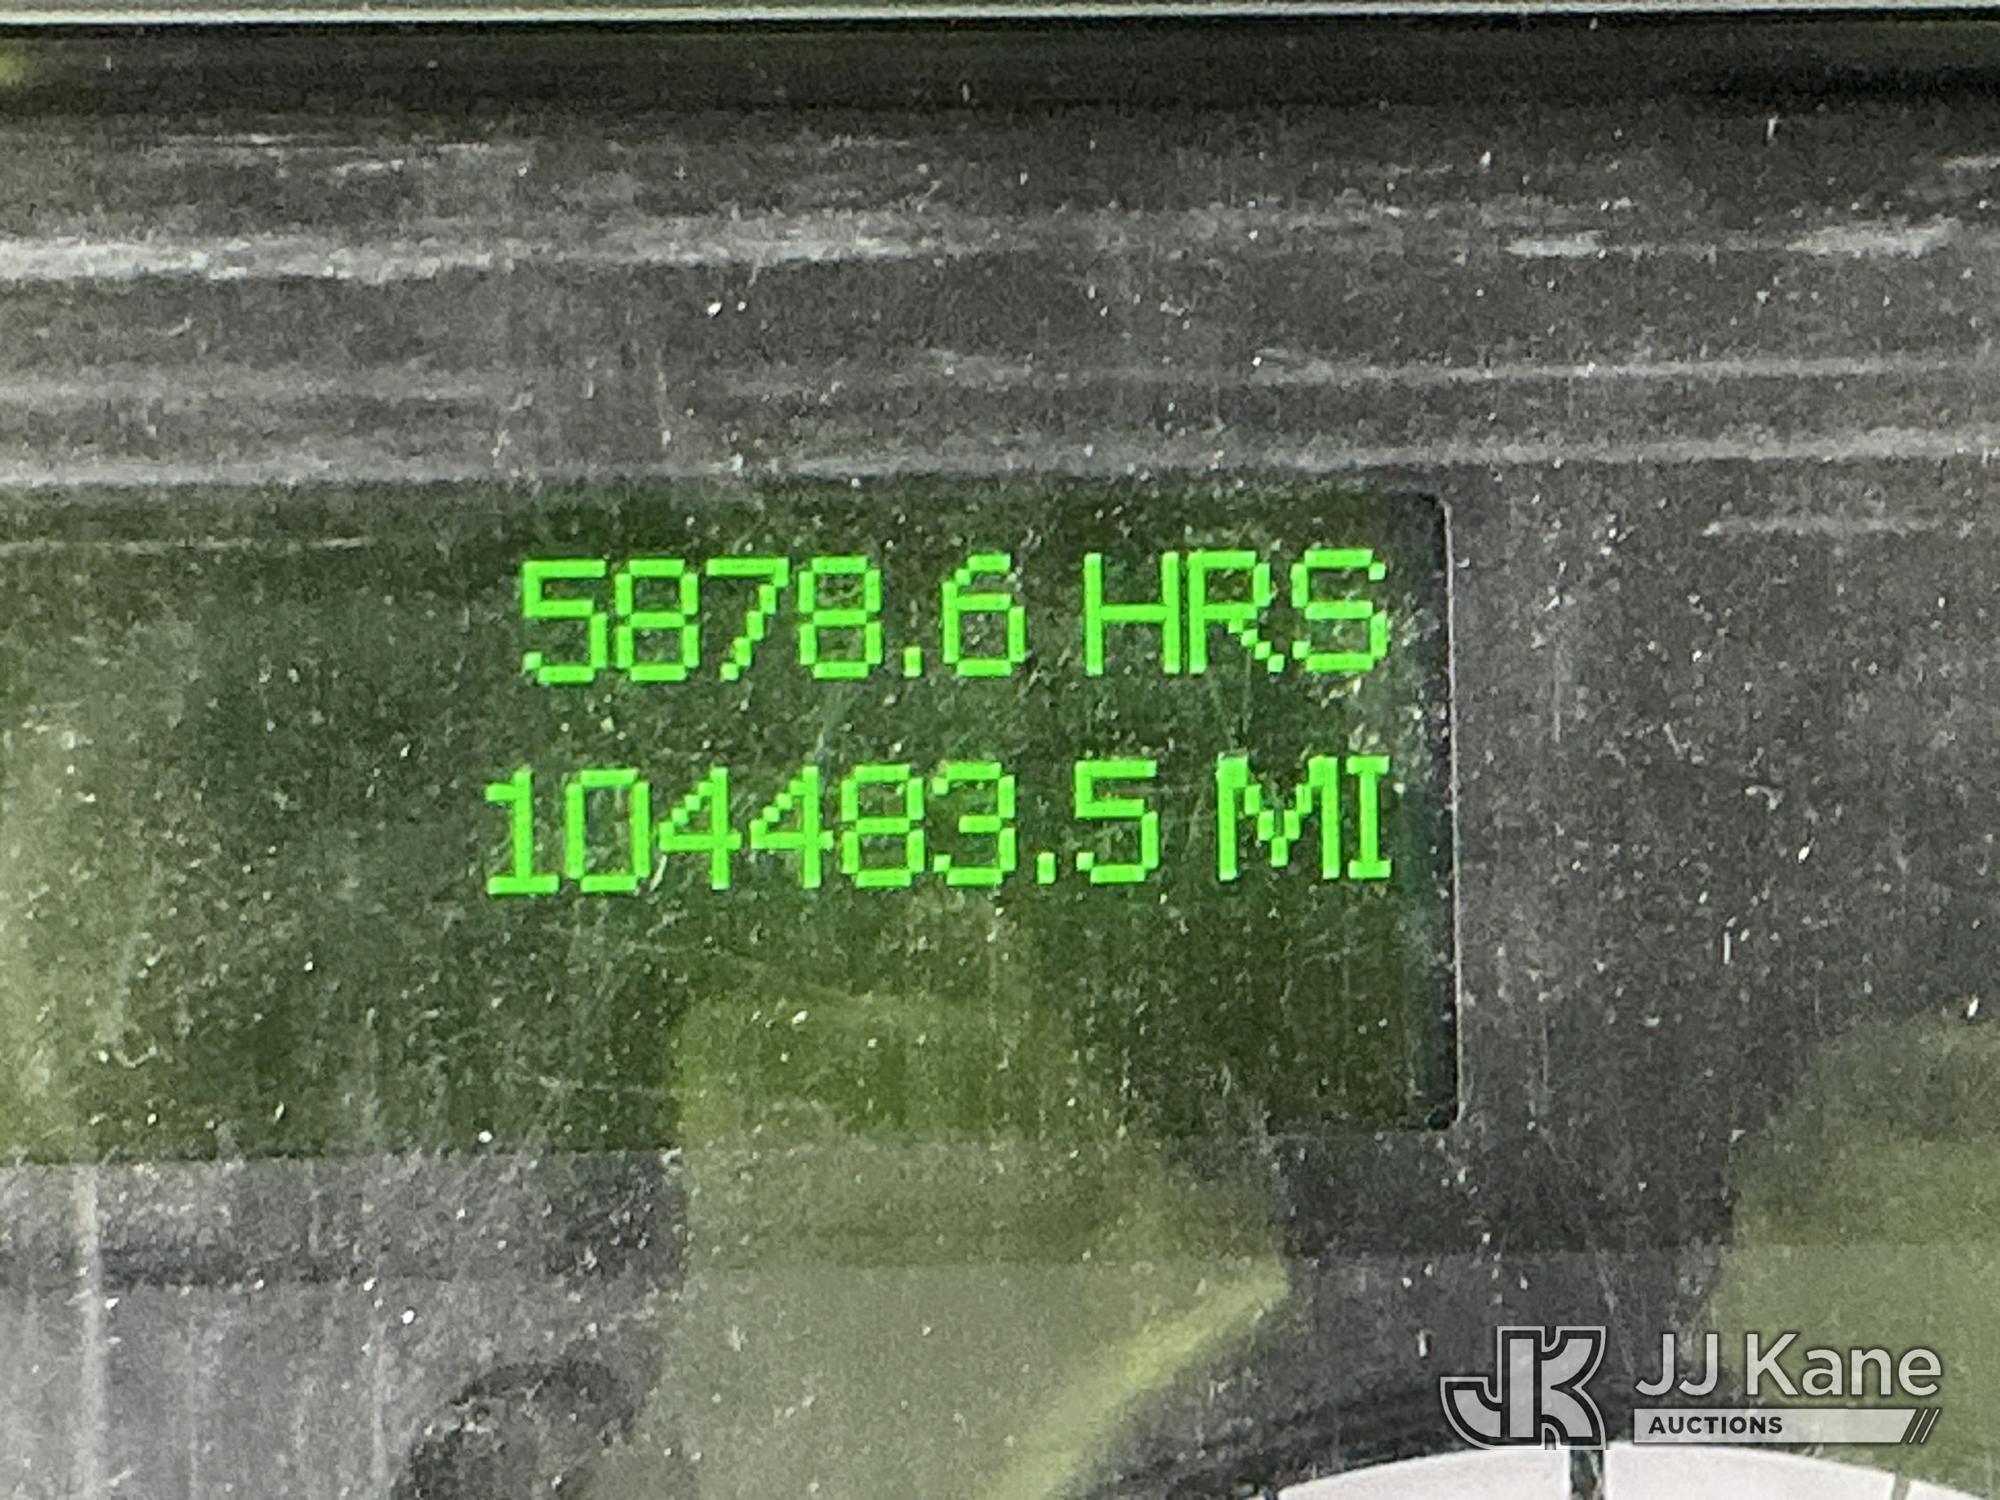 5878.6 HRS
104483.5 MI
JK JJ Kane
AUCTIONS